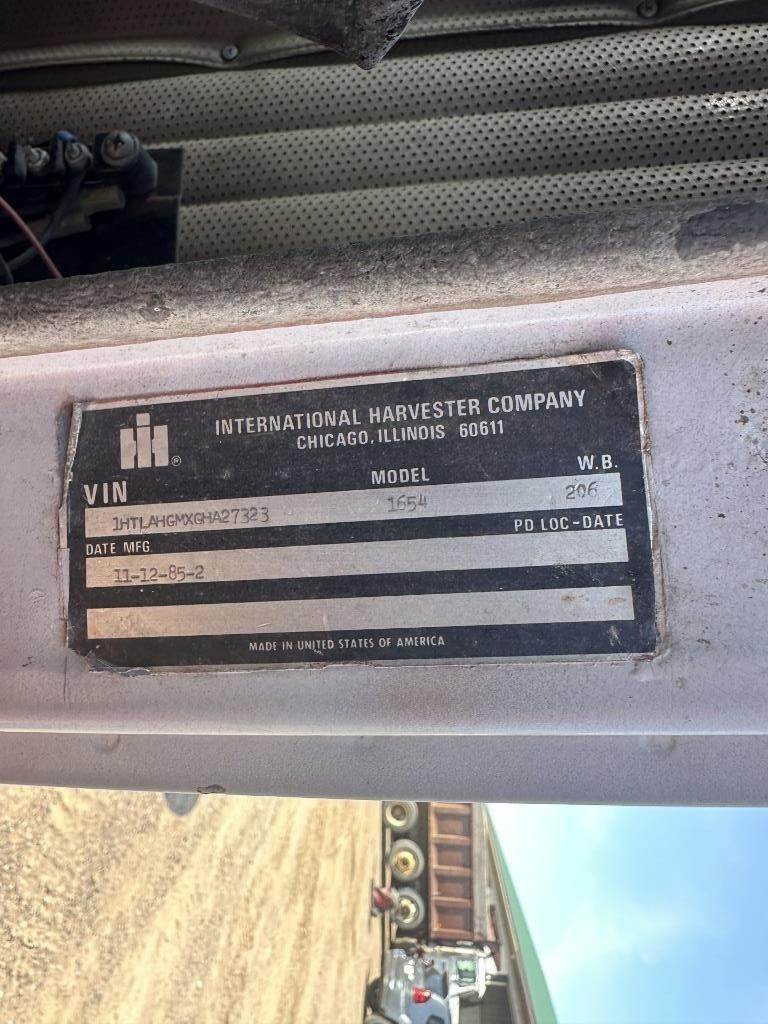 IH ® INTERNATIONAL HARVESTER COMPANY
CHICAGO, ILLINOIS 60611
VIN MODEL W.B.
1HTLAHGMXGHA27323 1654 206
DATE MFG. PD LOC-DATE
11-12-85-2
MADE IN UNITED STATES OF AMERICA